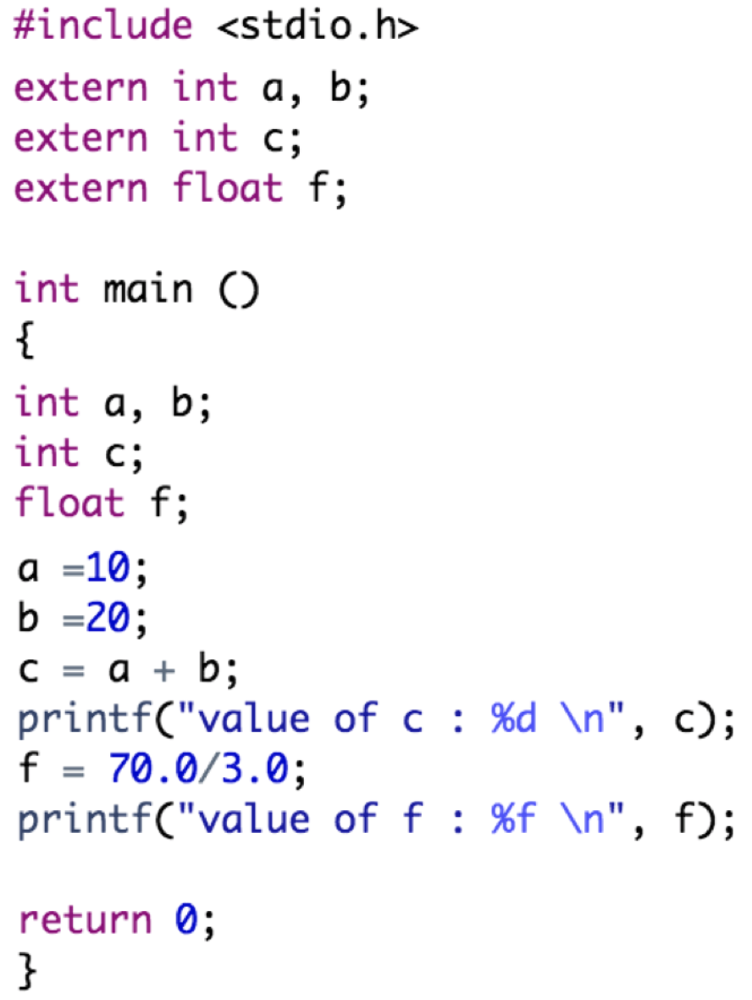 #include <stdio.h>
extern int a, b;
extern int c;
extern float f;
int main ()
{
int a, b;
int c;
float f;
a =10;
b =20;
c = a + b;
printf("value of c : %d \n", c);
f = 70.0/3.0;
printf("value of f : %f \n", f);
return 0;
}